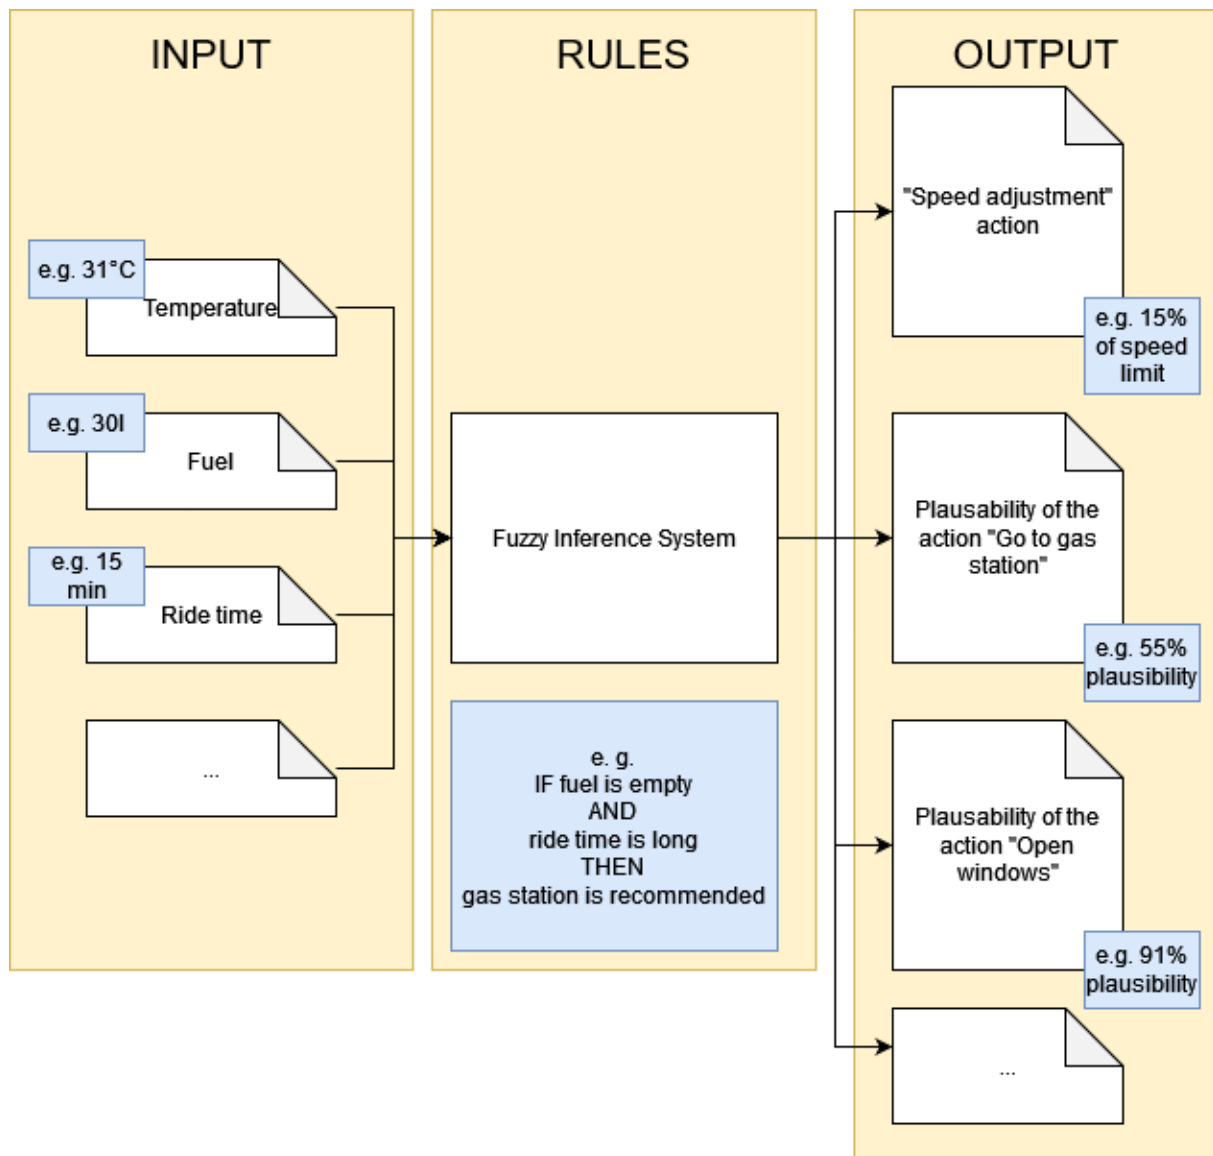 INPUT
e.g. 31°C
Temperature
e.g. 30l
Fuel
e.g. 15
min
Ride time
...
RULES
Fuzzy Inference System
e. g.
IF fuel is empty
AND
ride time is long
THEN
gas station is recommended
OUTPUT
"Speed adjustment"
action
e.g. 15%
of speed
limit
Plausability of the
action "Go to gas
station"
e.g. 55%
plausibility
Plausability of the
action "Open
windows"
e.g. 91%
plausibility
...